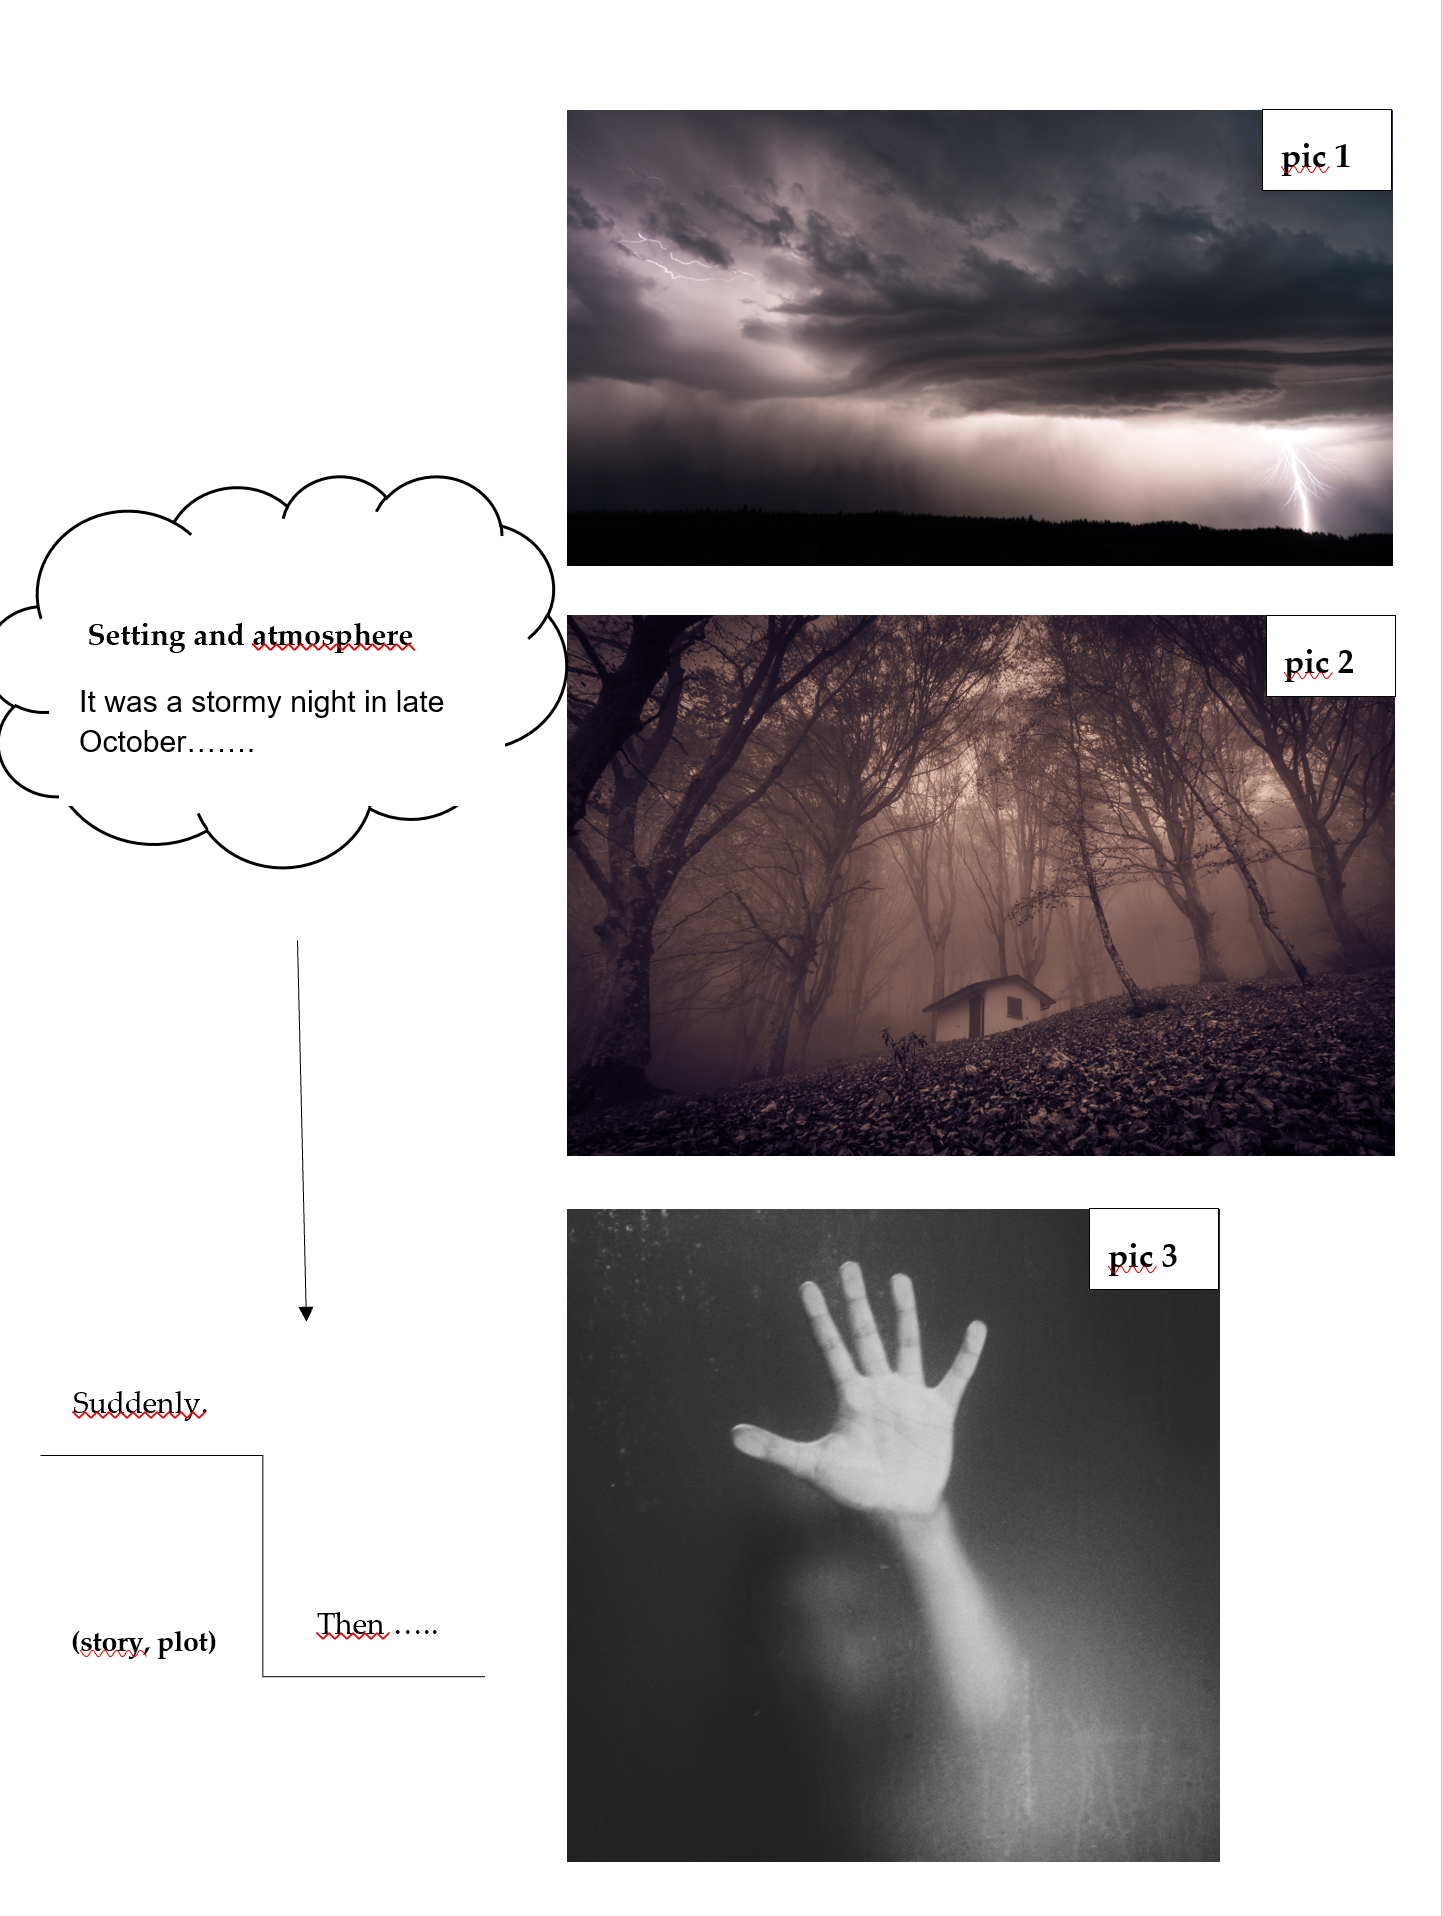 pic 1
Setting and atmosphere
It was a stormy night in late
October…….
pic 2
pic 3
Suddenly.
Then …..
(story, plot)